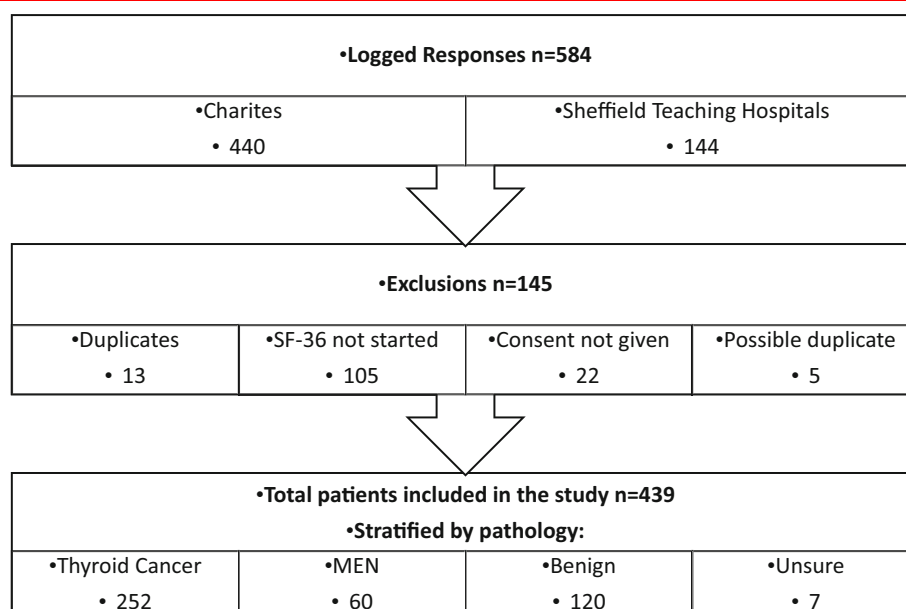 •Logged Responses n=584
•Charites
•Sheffield Teaching Hospitals
• 440
• 144
•Exclusions n=145
•Duplicates
•SF-36 not started
•Consent not given
•Possible duplicate
• 13
• 105
• 22
• 5
•Total patients included in the study n=439
•Stratified by pathology:
•Thyroid Cancer
•MEN
•Benign
•Unsure
• 252
• 60
• 120
• 7